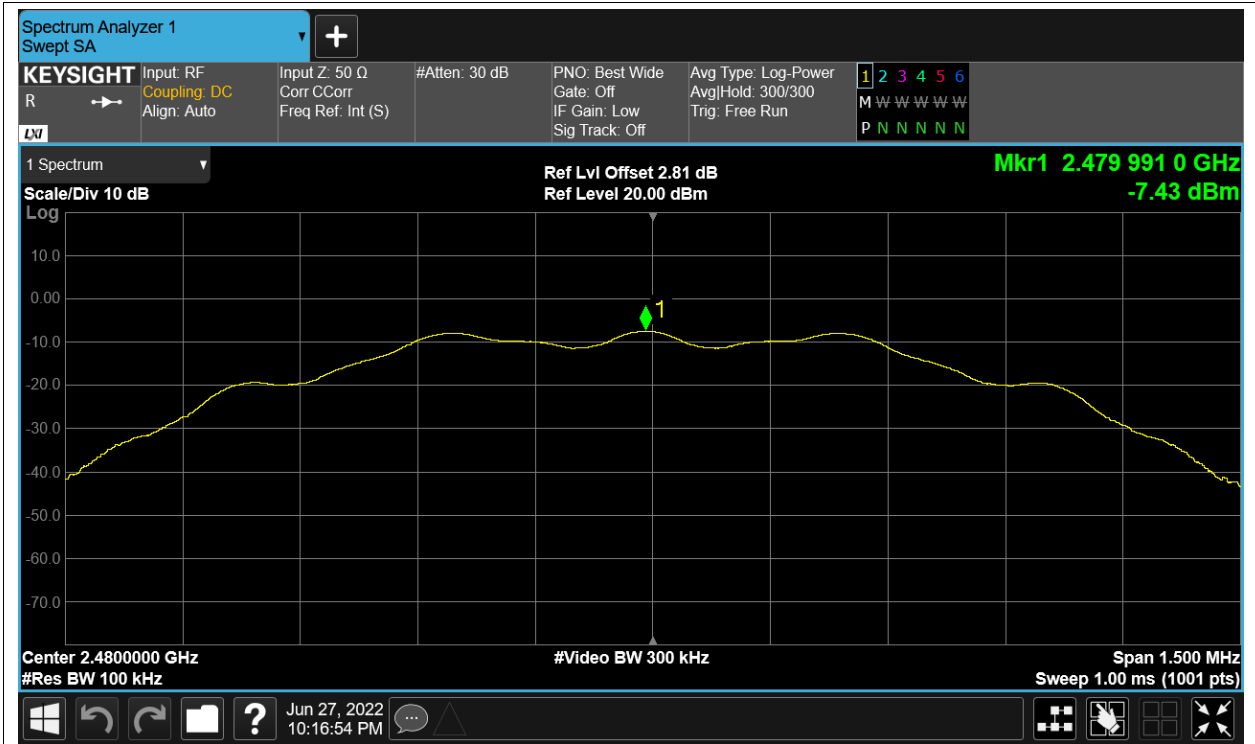 Spectrum Analyzer 1
Swept SA
+
KEYSIGHT
R
LXI
Input: RF
Coupling: DC
Align: Auto
Input Z: 50 Ω
Corr CCorr
Freq Ref: Int (S)
#Atten: 30 dB
PNO: Best Wide
Gate: Off
IF Gain: Low
Sig Track: Off
Avg Type: Log-Power
Avg|Hold: 300/300
Trig: Free Run
1 2 3 4 5 6
M W W W W W
P N N N N N
1 Spectrum
Scale/Div 10 dB
Log
Ref Lvl Offset 2.81 dB
Ref Level 20.00 dBm
Mkr1 2.479 991 0 GHz
-7.43 dBm
10.0
0.00
-10.0
-20.0
-30.0
-40.0
-50.0
-60.0
-70.0
1
Center 2.4800000 GHz
#Res BW 100 kHz
#Video BW 300 kHz
Span 1.500 MHz
Sweep 1.00 ms (1001 pts)
?
Jun 27, 2022
10:16:54 PM